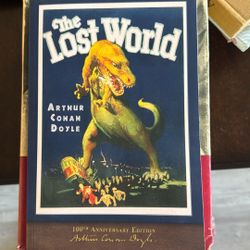 The
Lost World
ARTHUR
CONAN
DOYLE
100TH ANNIVERSARY EDITION
Arthur Conan Doyle